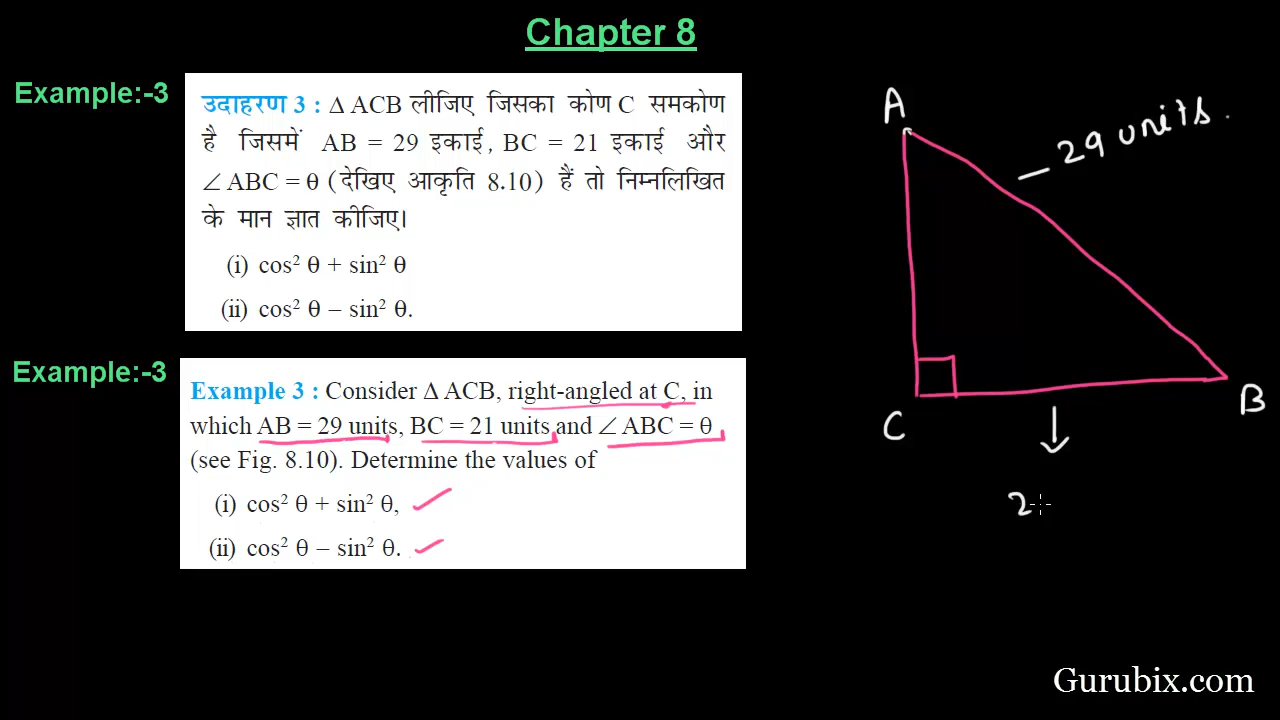 Chapter 8
Example:-3
उदाहरण 3 : Δ ACB लीजिए जिसका कोण C समकोण
है जिसमें AB = 29 इकाई, BC = 21 इकाई और
∠ ABC = θ (देखिए आकृति 8.10) हैं तो निम्नलिखित
के मान ज्ञात कीजिए।
(i) cos² θ + sin² θ
(ii) cos² θ – sin² θ.
Example:-3
Example 3 : Consider Δ ACB, right-angled at C, in
which AB = 29 units, BC = 21 units and ∠ ABC = θ
(see Fig. 8.10). Determine the values of
(i) cos² θ + sin² θ,
(ii) cos² θ – sin² θ.
A
29 units.
C
B
2
Gurubix.com